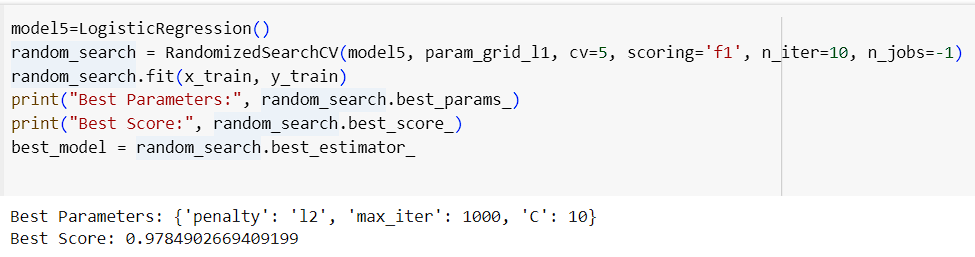 model5=LogisticRegression()
random_search = RandomizedSearchCV(model5, param_grid_l1, cv=5, scoring='f1', n_iter=10, n_jobs=-1)
random_search.fit(x_train, y_train)
print("Best Parameters:", random_search.best_params_)
print("Best Score:", random_search.best_score_)
best_model = random_search.best_estimator_
Best Parameters: {'penalty': 'l2', 'max_iter': 1000, 'C': 10}
Best Score: 0.9784902669409199